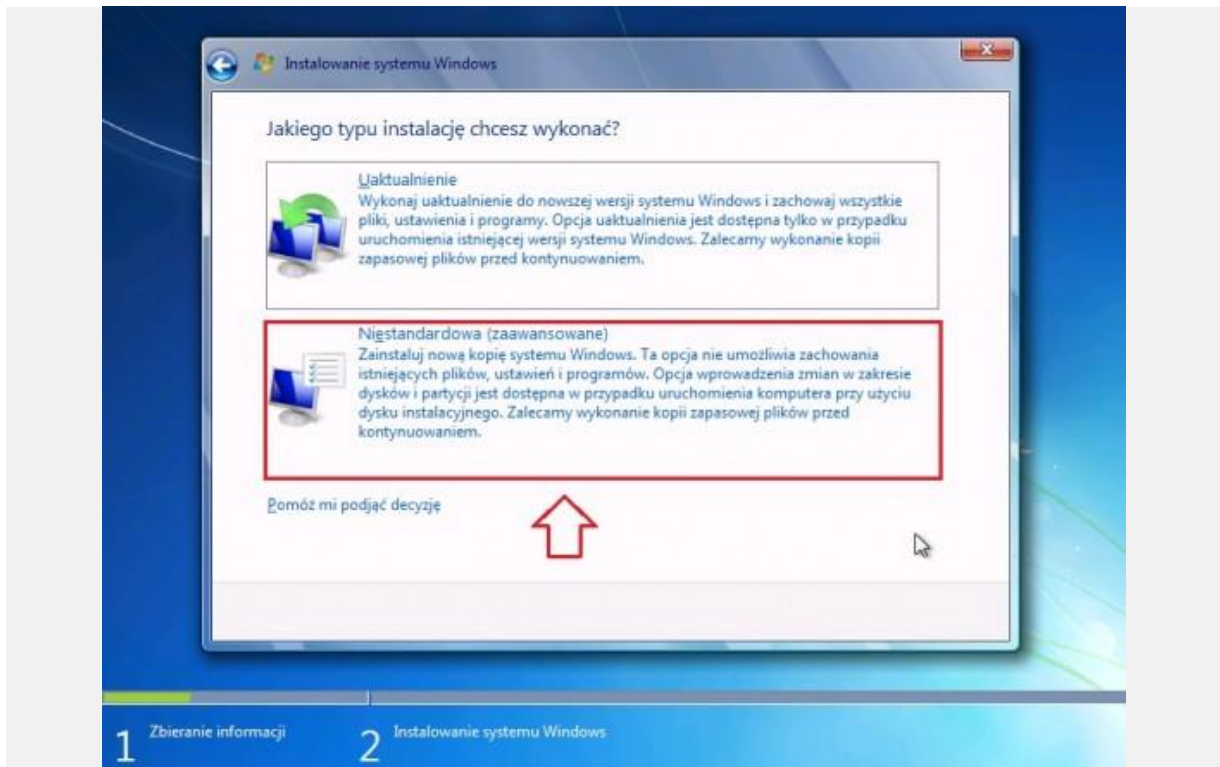 Instalowanie systemu Windows
Jakiego typu instalację chcesz wykonać?
Uaktualnienie
Wykonaj uaktualnienie do nowszej wersji systemu Windows i zachowaj wszystkie
pliki, ustawienia i programy. Opcja uaktualnienia jest dostępna tylko w przypadku
uruchomienia istniejącej wersji systemu Windows. Zalecamy wykonanie kopii
zapasowej plików przed kontynuowaniem.
Niestandardowa (zaawansowane)
Zainstaluj nową kopię systemu Windows. Ta opcja nie umożliwia zachowania
istniejących plików, ustawień i programów. Opcja wprowadzenia zmian w zakresie
dysków i partycji jest dostępna w przypadku uruchomienia komputera przy użyciu
dysku instalacyjnego. Zalecamy wykonanie kopii zapasowej plików przed
kontynuowaniem.
Pomóż mi podjąć decyzję
1 Zbieranie informacji
2 Instalowanie systemu Windows